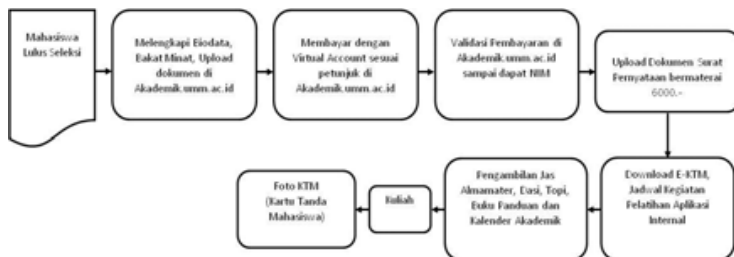 Mahasiswa
Lulus Seleksi
Melengkapi Biodata,
Bakat Minat, Upload
dokumen di
Akademik.umm.ac.id
Membayar dengan
Virtual Account sesuai
petunjuk di
Akademik.umm.ac.id
Validasi Pembayaran di
Akademik.umm.ac.id
sampai dapat NIM
Upload Dokumen Surat
Pernyataan bermaterai
6000.-
Download E-KTM,
Jadwal Kegiatan
Pelatihan Aplikasi
Internal
Pengambilan Jas
Almamater, Dasi, Topi,
Buku Panduan dan
Kalender Akademik
Kuliah
Foto KTM
(Kartu Tanda
Mahasiswa)